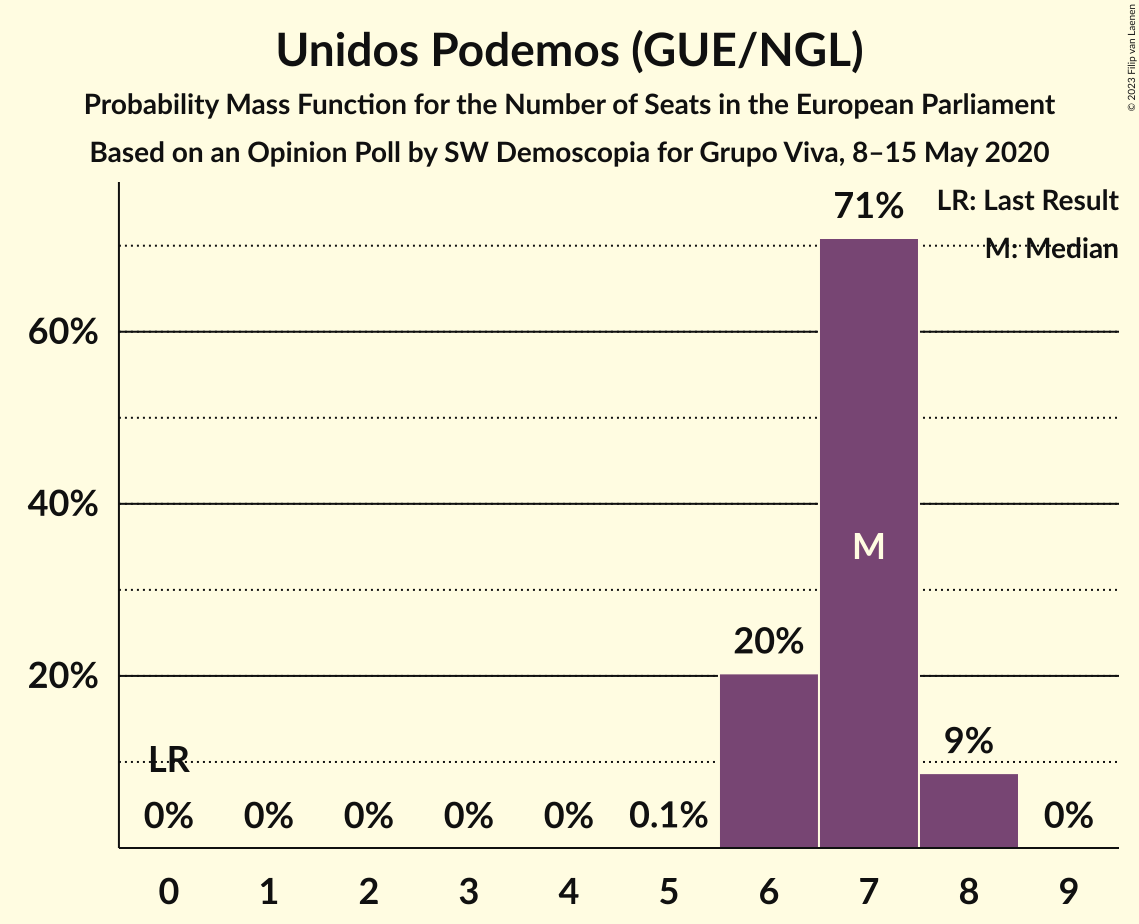 Unidos Podemos (GUE/NGL)
Probability Mass Function for the Number of Seats in the European Parliament
Based on an Opinion Poll by SW Demoscopia for Grupo Viva, 8–15 May 2020
© 2023 Filip van Laenen
LR: Last Result
M: Median
71%
60%
40%
M
20%
20%
9%
LR
0% 0% 0% 0% 0% 0.1% 0%
0 1 2 3 4 5 6 7 8 9